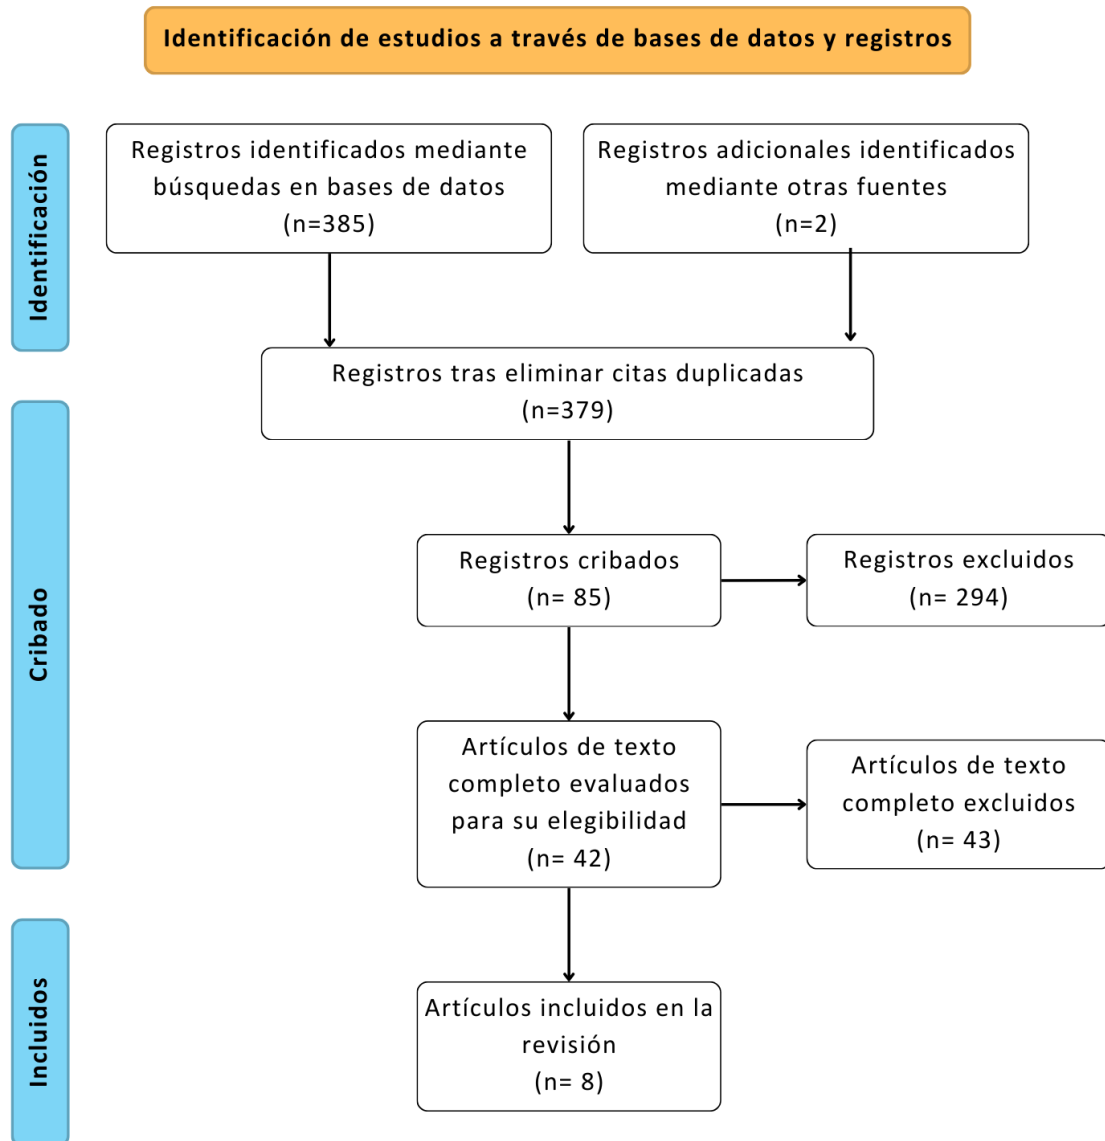 Identificación de estudios a través de bases de datos y registros
Identificación
Registros identificados mediante
búsquedas en bases de datos
(n=385)
Registros adicionales identificados
mediante otras fuentes
(n=2)
Registros tras eliminar citas duplicadas
(n=379)
Cribado
Registros cribados
(n= 85)
Registros excluidos
(n= 294)
Artículos de texto
completo evaluados
para su elegibilidad
(n= 42)
Artículos de texto
completo excluidos
(n= 43)
Incluidos
Artículos incluidos en la
revisión
(n= 8)